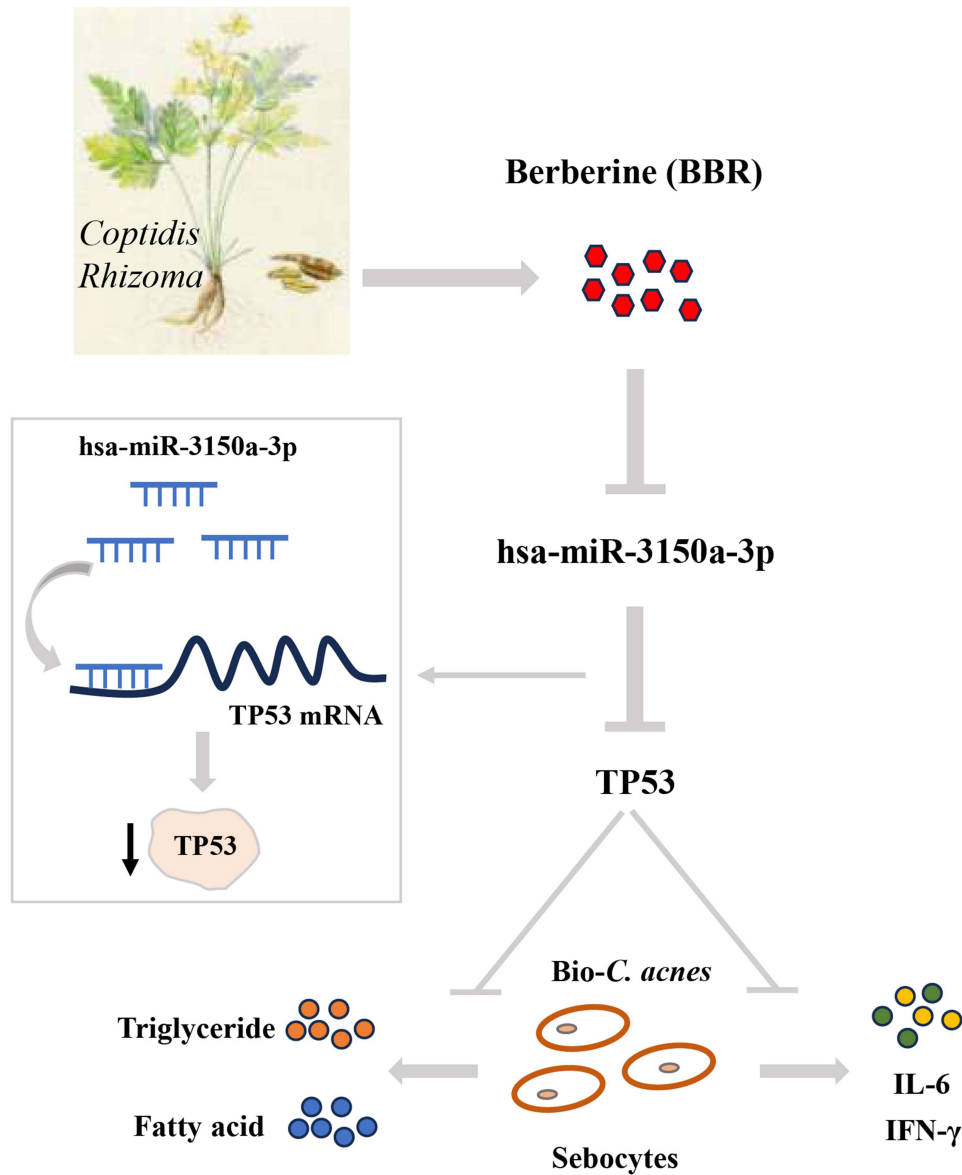 Coptidis
Rhizoma
Berberine (BBR)
hsa-miR-3150a-3p
TP53 mRNA
TP53
hsa-miR-3150a-3p
TP53
Bio-C. acnes
Triglyceride
Fatty acid
Sebocytes
IL-6
IFN-γ